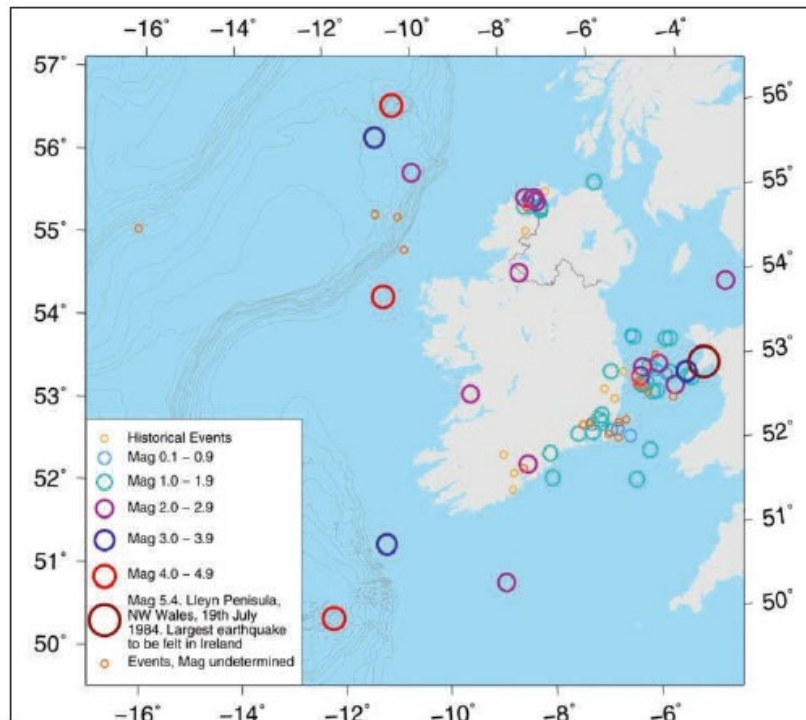 −16° −14° −12° −10° −8° −6° −4°
57°
56°
55°
54°
53°
52°
51°
50°
56°
55°
54°
53°
52°
51°
50°
Historical Events
Mag 0.1 – 0.9
Mag 1.0 – 1.9
Mag 2.0 – 2.9
Mag 3.0 – 3.9
Mag 4.0 – 4.9
Mag 5.4. Lleyn Penisula,
NW Wales, 19th July
1984. Largest earthquake
to be felt in Ireland
Events, Mag undetermined
−16° −14° −12° −10° −8° −6° −4°